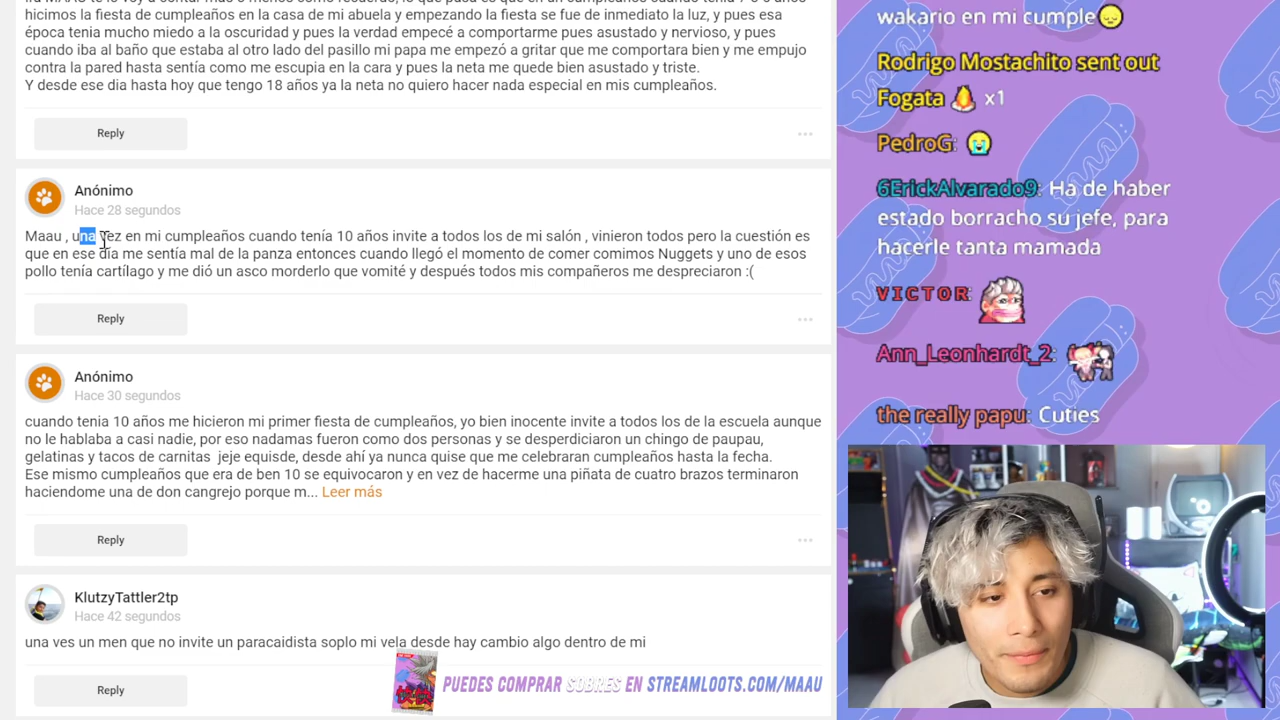 hicimos la fiesta de cumpleaños en la casa de mi abuela y empezando la fiesta se fue de inmediato la luz, y pues esa
época tenia mucho miedo a la oscuridad y pues la verdad empecé a comportarme pues asustado y nervioso, y pues
cuando iba al baño que estaba al otro lado del pasillo mi papa me empezó a gritar que me comportara bien y me empujo
contra la pared hasta sentía como me escupia en la cara y pues la neta me quede bien asustado y triste.
Y desde ese dia hasta hoy que tengo 18 años ya la neta no quiero hacer nada especial en mis cumpleaños.
Reply
Anónimo
Hace 28 segundos
Maau , una vez en mi cumpleaños cuando tenía 10 anos invite a todos los de mi salón , vinieron todos pero la cuestión es
que en ese dia me sentía mal de la panza entonces cuando llegó el momento de comer comimos Nuggets y uno de esos
pollo tenía cartílago y me dió un asco morderlo que vomité y después todos mis compañeros me despreciaron :(
Reply
Anónimo
Hace 30 segundos
cuando tenia 10 años me hicieron mi primer fiesta de cumpleaños, yo bien inocente invite a todos los de la escuela aunque
no le hablaba a casi nadie, por eso nadamas fueron como dos personas y se desperdiciaron un chingo de paupau,
gelatinas y tacos de carnitas jeje equisde, desde ahí ya nunca quise que me celebraran cumpleaños hasta la fecha.
Ese mismo cumpleaños que era de ben 10 se equivocaron y en vez de hacerme una piñata de cuatro brazos terminaron
haciendome una de don cangrejo porque m... Leer más
Reply
KlutzyTattler2tp
Hace 42 segundos
una ves un men que no invite un paracaidista soplo mi vela desde hay cambio algo dentro de mi
Reply
PUEDES COMPRAR SOBRES EN STREAMLOOTS.COM/MAAU
wakario en mi cumple
Rodrigo Mostachito sent out
Fogata x1
PedroG:
6ErickAlvarado9: Ha de haber
estado borracho su jefe, para
hacerle tanta mamada
VICTOR:
Ann_Leonhardt_2:
the really papu: Cuties